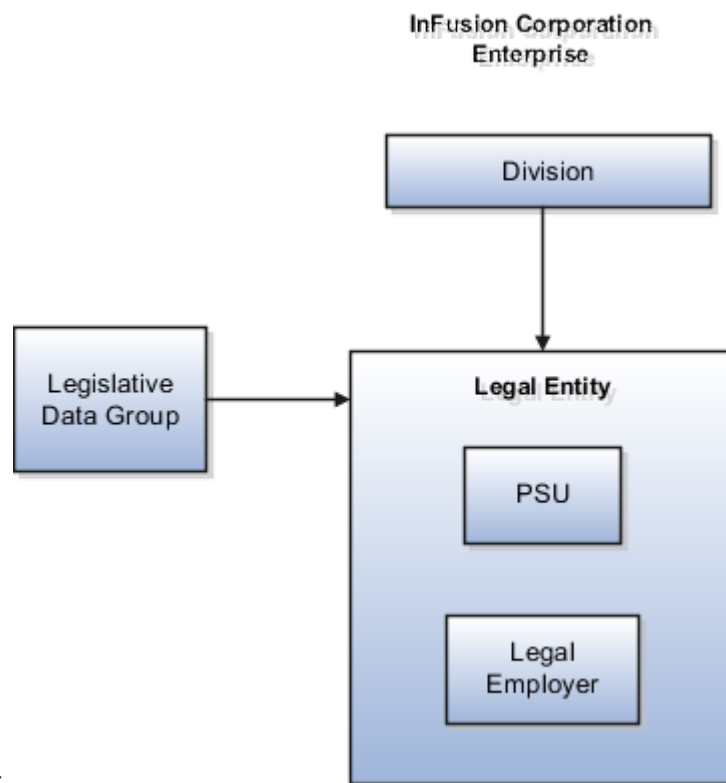 InFusion Corporation
Enterprise
Division
Legislative
Data Group
Legal Entity
PSU
Legal
Employer